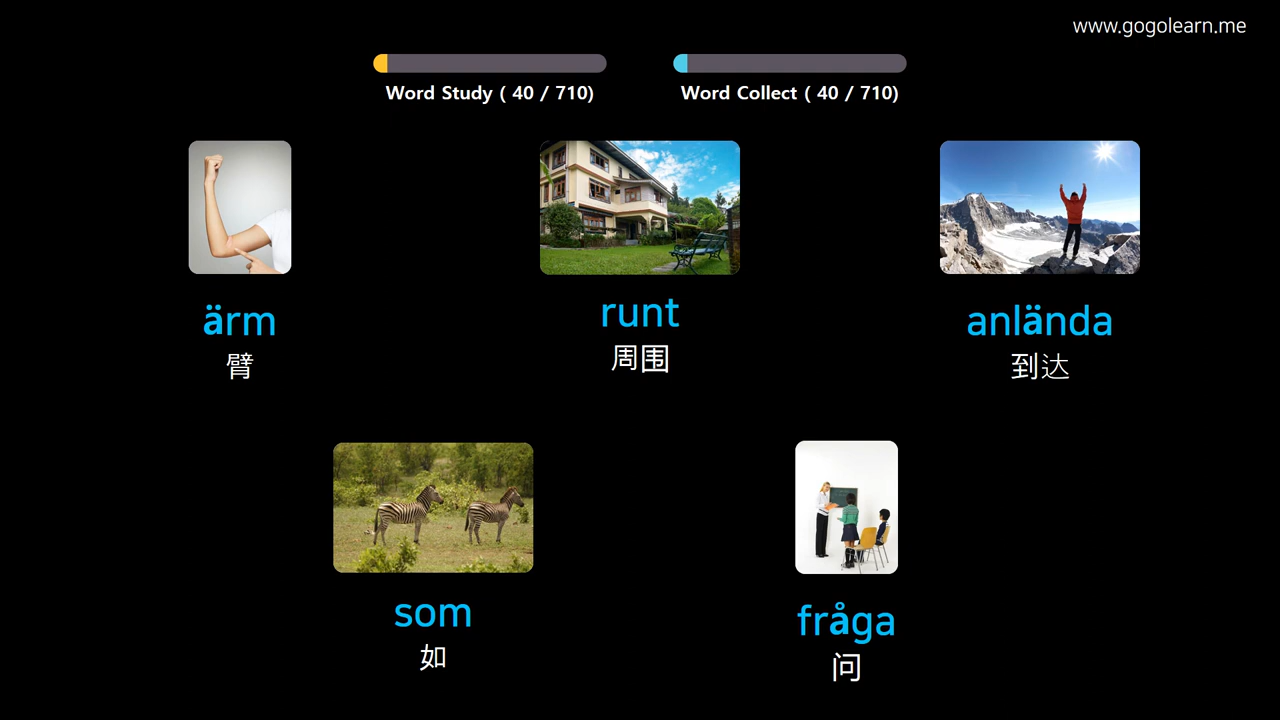 www.gogolearn.me
Word Study ( 40 / 710)
Word Collect ( 40 / 710)
ärm
臂
runt
周围
anlända
到达
som
如
fråga
问